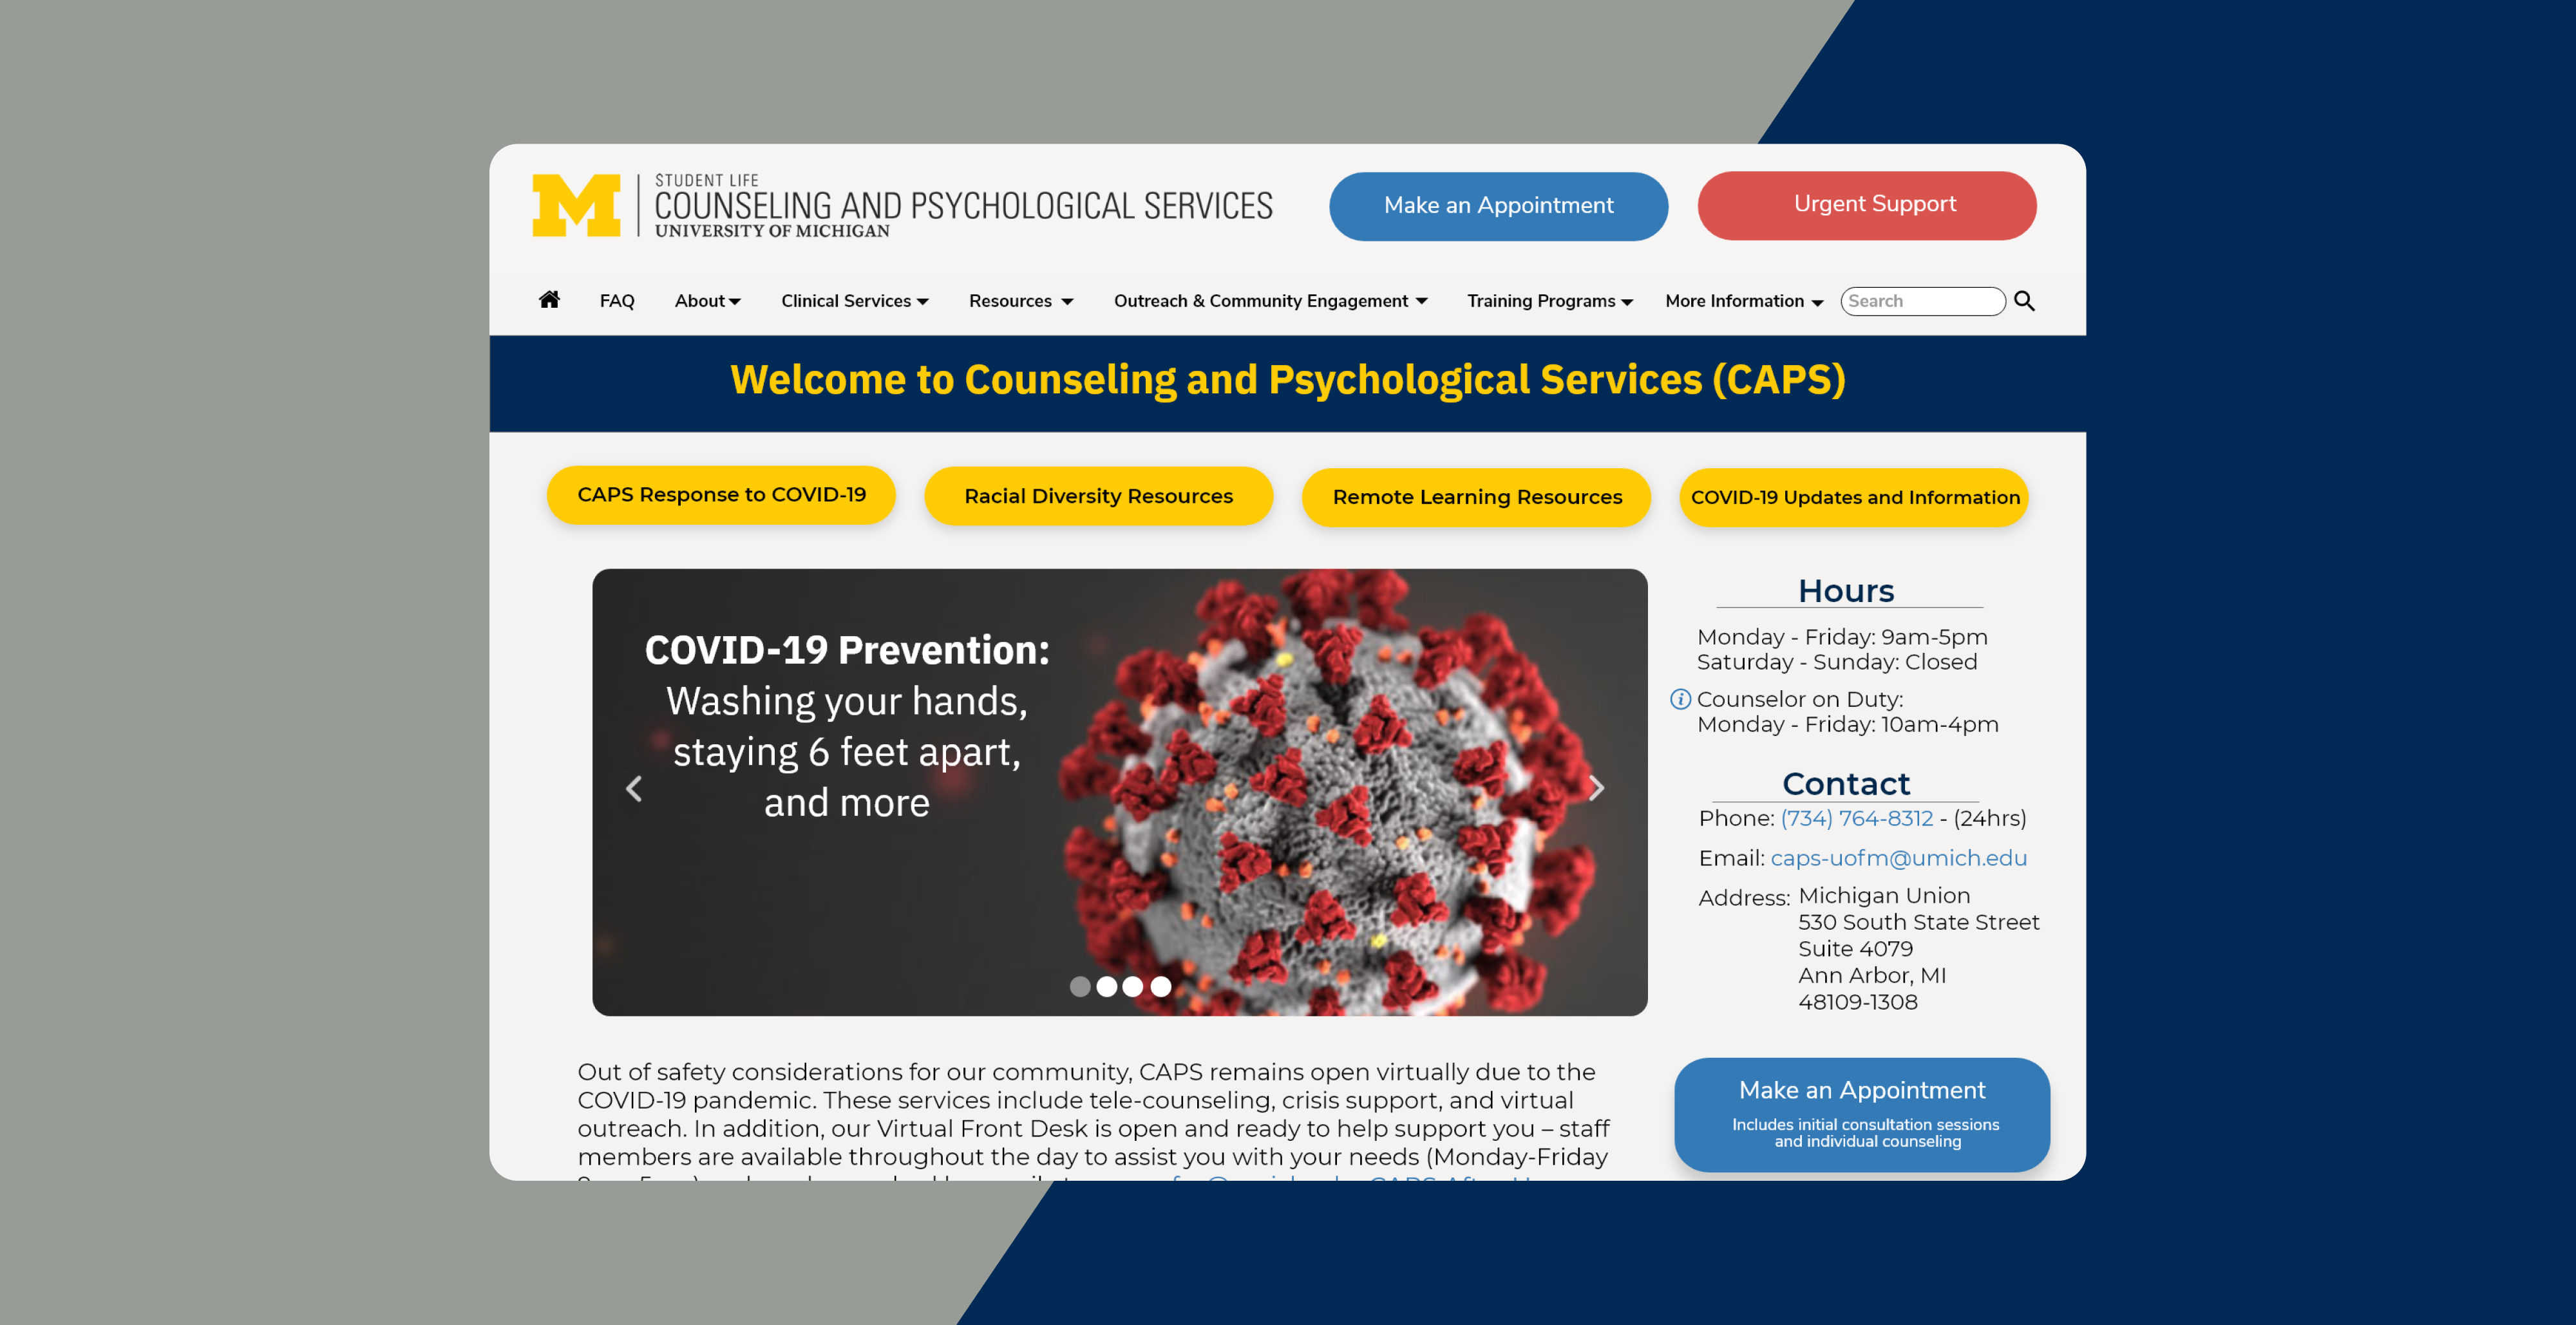 STUDENT LIFE
COUNSELING AND PSYCHOLOGICAL SERVICES
UNIVERSITY OF MICHIGAN
Make an Appointment
Urgent Support
FAQ
About
Clinical Services
Resources
Outreach & Community Engagement
Training Programs
More Information
Search
Welcome to Counseling and Psychological Services (CAPS)
CAPS Response to COVID-19
Racial Diversity Resources
Remote Learning Resources
COVID-19 Updates and Information
COVID-19 Prevention:
Washing your hands,
staying 6 feet apart,
and more
Hours
Monday - Friday: 9am-5pm
Saturday - Sunday: Closed
Counselor on Duty:
Monday - Friday: 10am-4pm
Contact
Phone: (734) 764-8312 - (24hrs)
Email: caps-uofm@umich.edu
Address: Michigan Union
530 South State Street
Suite 4079
Ann Arbor, MI
48109-1308
Out of safety considerations for our community, CAPS remains open virtually due to the
COVID-19 pandemic. These services include tele-counseling, crisis support, and virtual
outreach. In addition, our Virtual Front Desk is open and ready to help support you – staff
members are available throughout the day to assist you with your needs (Monday-Friday
Make an Appointment
Includes initial consultation sessions
and individual counseling